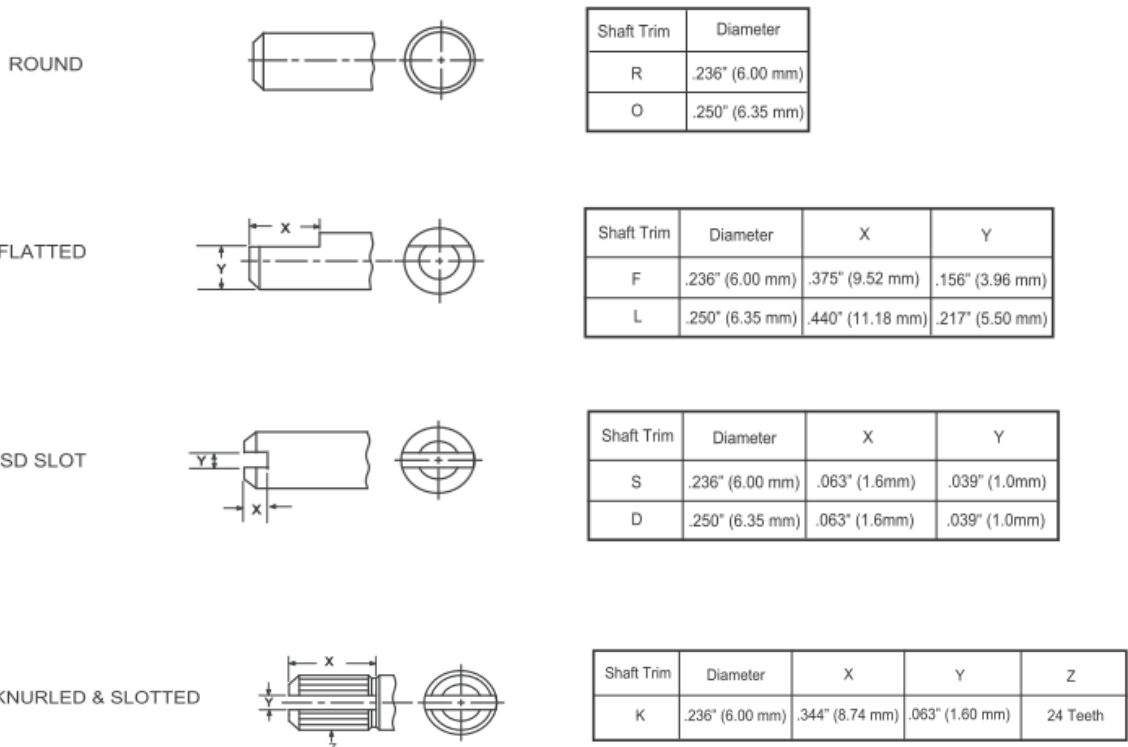 ROUND
Shaft Trim Diameter
R .236" (6.00 mm)
O .250" (6.35 mm)
FLATTED
X
Y
Shaft Trim Diameter X Y
F .236" (6.00 mm) .375" (9.52 mm) .156" (3.96 mm)
L .250" (6.35 mm) .440" (11.18 mm) .217" (5.50 mm)
SD SLOT
Y
X
Shaft Trim Diameter X Y
S .236" (6.00 mm) .063" (1.6mm) .039" (1.0mm)
D .250" (6.35 mm) .063" (1.6mm) .039" (1.0mm)
KNURLED & SLOTTED
X
Y
Z
Shaft Trim Diameter X Y Z
K .236" (6.00 mm) .344" (8.74 mm) .063" (1.60 mm) 24 Teeth